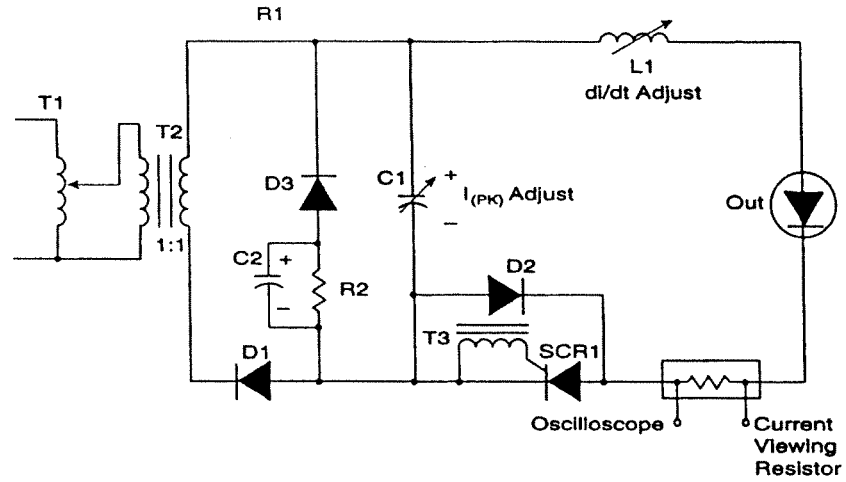 R1
T1
T2
1:1
D3
C2
+
–
R2
D1
C1
+
–
I(PK) Adjust
L1
di/dt Adjust
Out
D2
T3
SCR1
Oscilloscope
Current
Viewing
Resistor